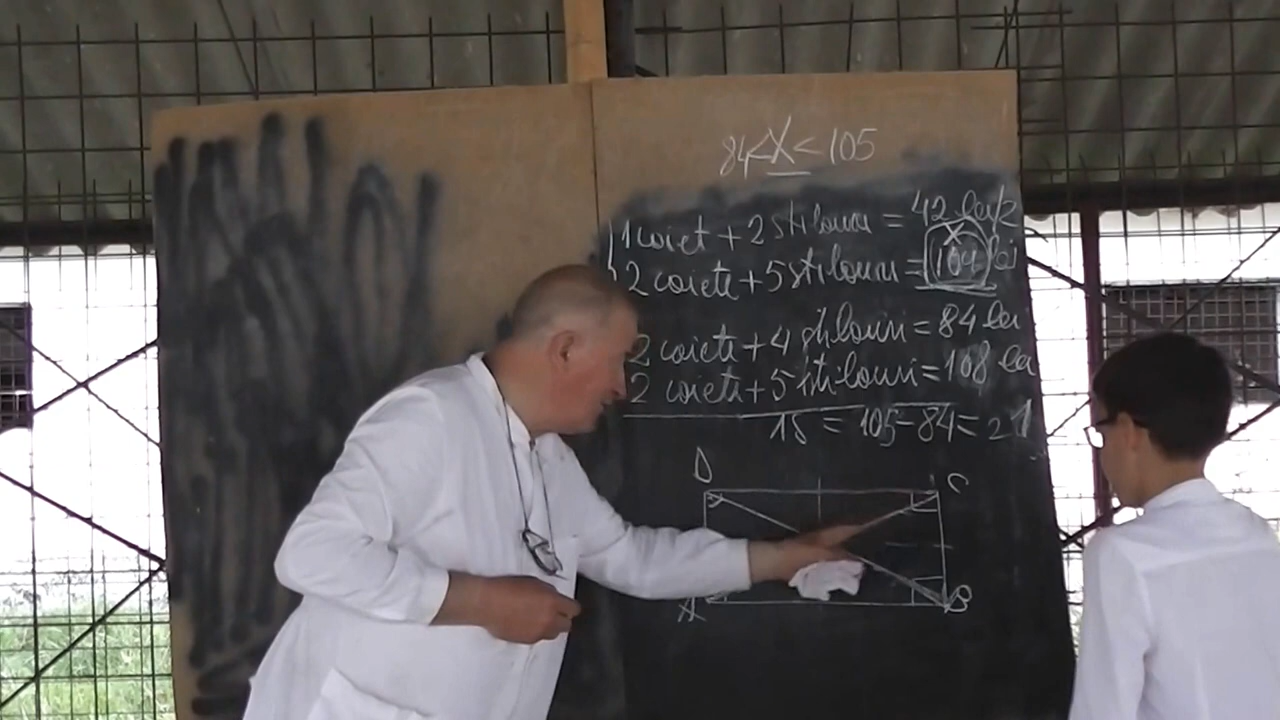 84<X<105
1 caiet + 2 stilouri = 42 lei/2
2 caiete + 5 stilouri = lei
2 caiete + 4 stilouri = 84 lei
2 caiete + 5 stilouri = 108 lei
1S = 105-84= 21
D C
A B